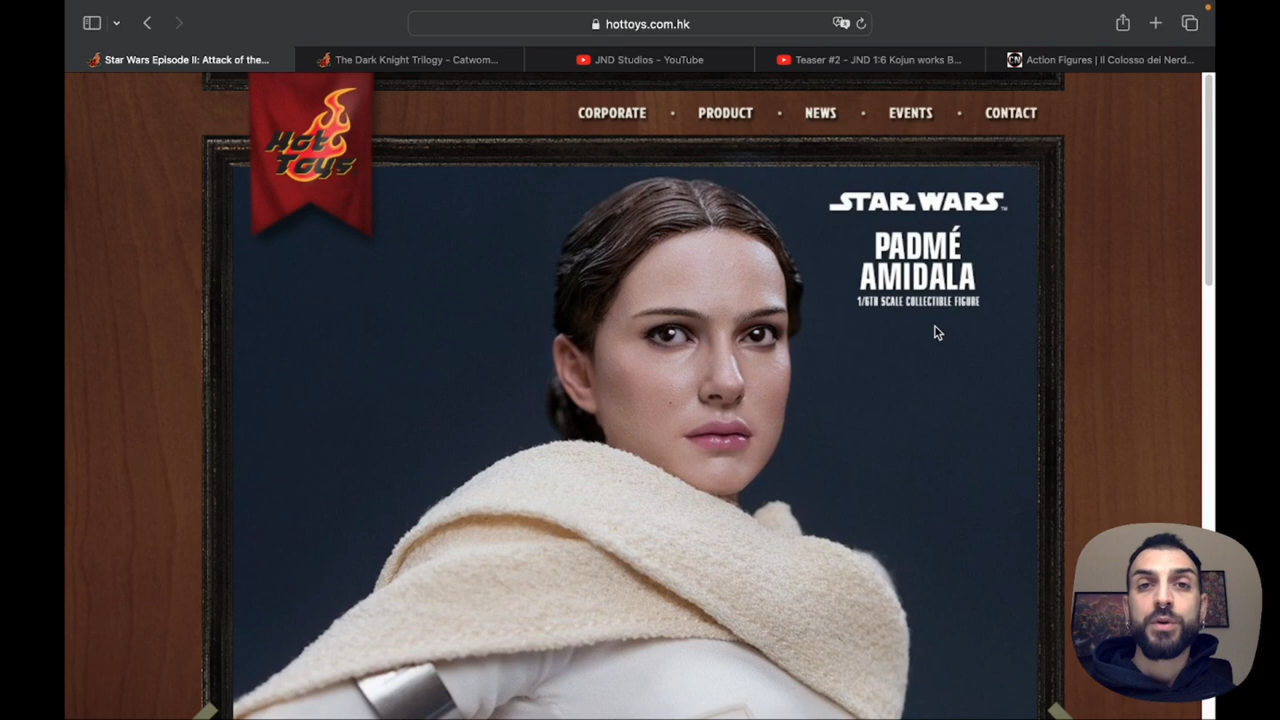 hottoys.com.hk
Star Wars Episode II: Attack of the...
The Dark Knight Trilogy - Catwom...
JND Studios - YouTube
Teaser #2 - JND 1:6 Kojun works B...
CN
Action Figures | Il Colosso dei Nerd...
CORPORATE • PRODUCT • NEWS • EVENTS • CONTACT
Hot
Toys
STAR WARS™
PADMÉ
AMIDALA
1/6TH SCALE COLLECTIBLE FIGURE